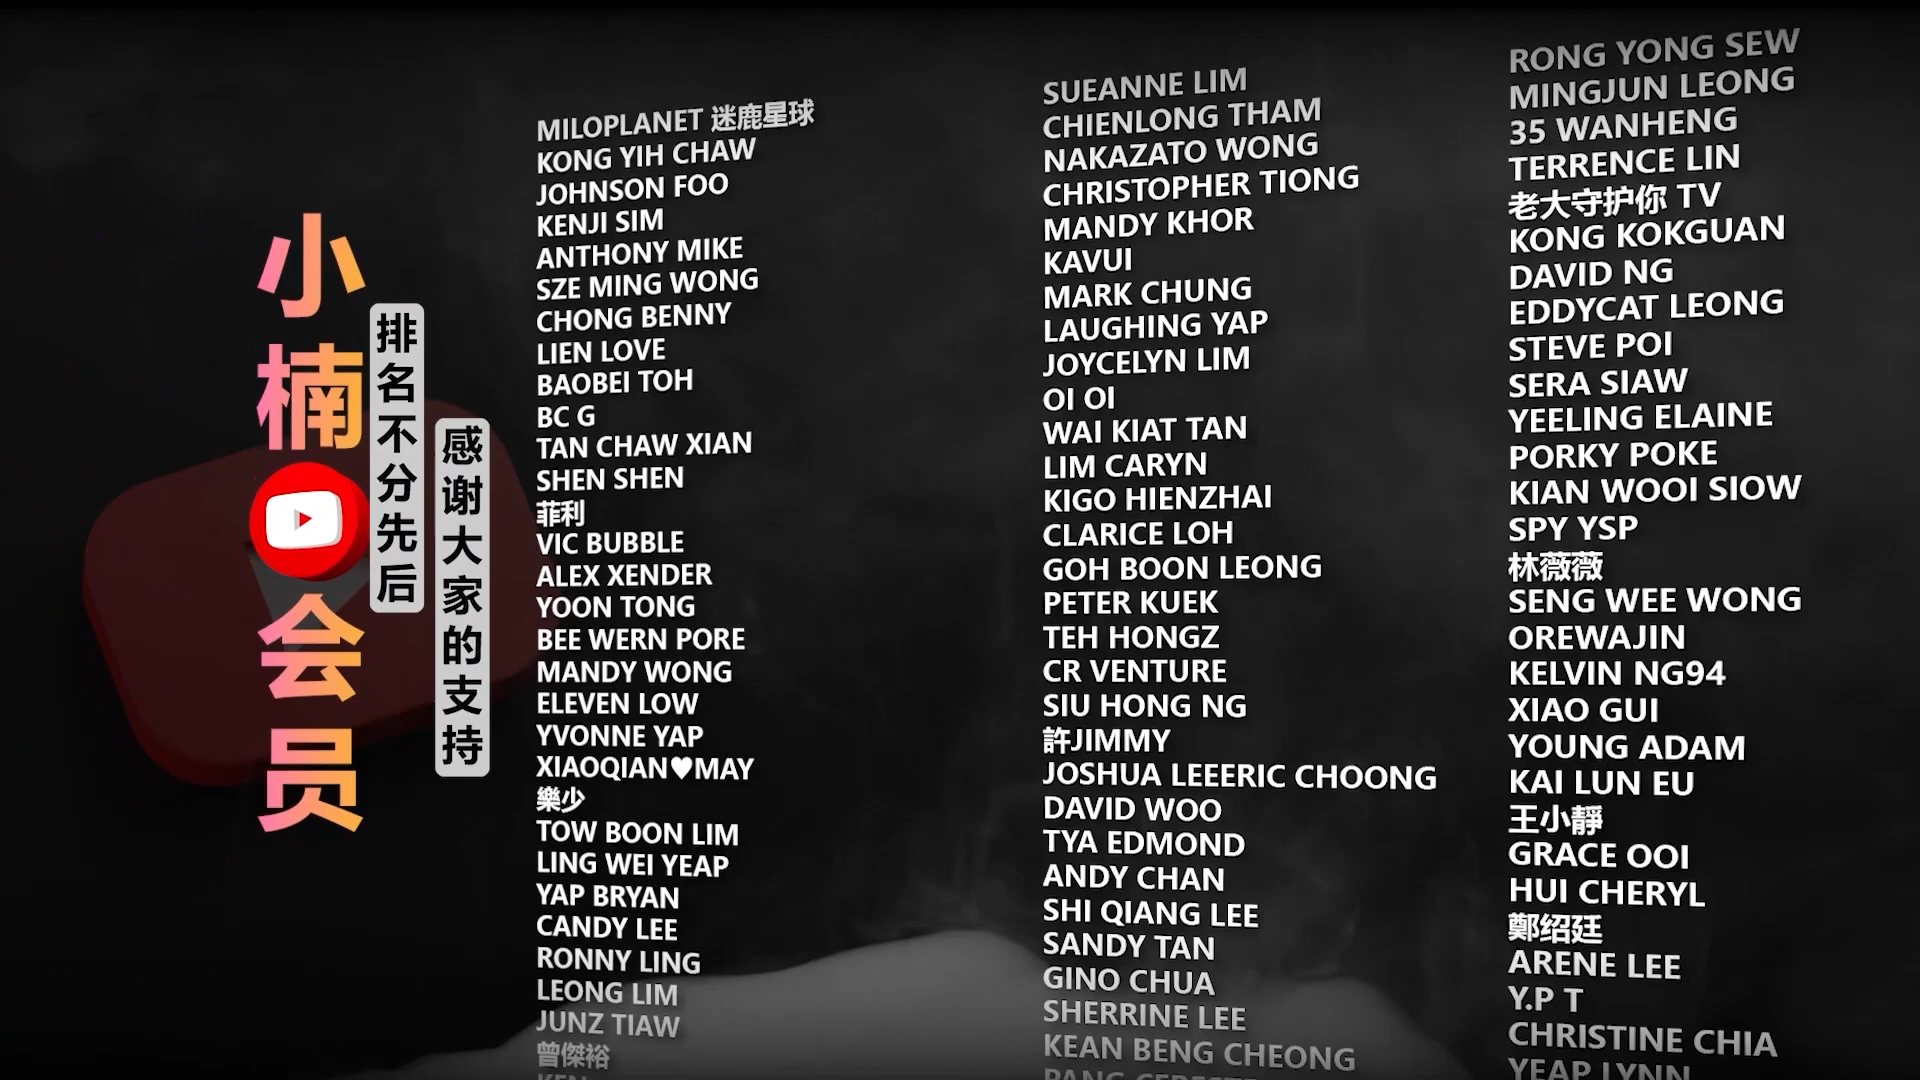 小楠会员
排名不分先后
感谢大家的支持
MILOPLANET 迷鹿星球
KONG YIH CHAW
JOHNSON FOO
KENJI SIM
ANTHONY MIKE
SZE MING WONG
CHONG BENNY
LIEN LOVE
BAOBEI TOH
BC G
TAN CHAW XIAN
SHEN SHEN
菲利
VIC BUBBLE
ALEX XENDER
YOON TONG
BEE WERN PORE
MANDY WONG
ELEVEN LOW
YVONNE YAP
XIAOQIAN♥MAY
樂少
TOW BOON LIM
LING WEI YEAP
YAP BRYAN
CANDY LEE
RONNY LING
LEONG LIM
JUNZ TIAW
曾傑裕
SUEANNE LIM
CHIENLONG THAM
NAKAZATO WONG
CHRISTOPHER TIONG
MANDY KHOR
KAVUI
MARK CHUNG
LAUGHING YAP
JOYCELYN LIM
OI OI
WAI KIAT TAN
LIM CARYN
KIGO HIENZHAI
CLARICE LOH
GOH BOON LEONG
PETER KUEK
TEH HONGZ
CR VENTURE
SIU HONG NG
許JIMMY
JOSHUA LEEERIC CHOONG
DAVID WOO
TYA EDMOND
ANDY CHAN
SHI QIANG LEE
SANDY TAN
GINO CHUA
SHERRINE LEE
KEAN BENG CHEONG
RONG YONG SEW
MINGJUN LEONG
35 WANHENG
TERRENCE LIN
老大守护你 TV
KONG KOKGUAN
DAVID NG
EDDYCAT LEONG
STEVE POI
SERA SIAW
YEELING ELAINE
PORKY POKE
KIAN WOOI SIOW
SPY YSP
林薇薇
SENG WEE WONG
OREWAJIN
KELVIN NG94
XIAO GUI
YOUNG ADAM
KAI LUN EU
王小靜
GRACE OOI
HUI CHERYL
鄭绍廷
ARENE LEE
Y.P T
CHRISTINE CHIA
YEAP LYNN